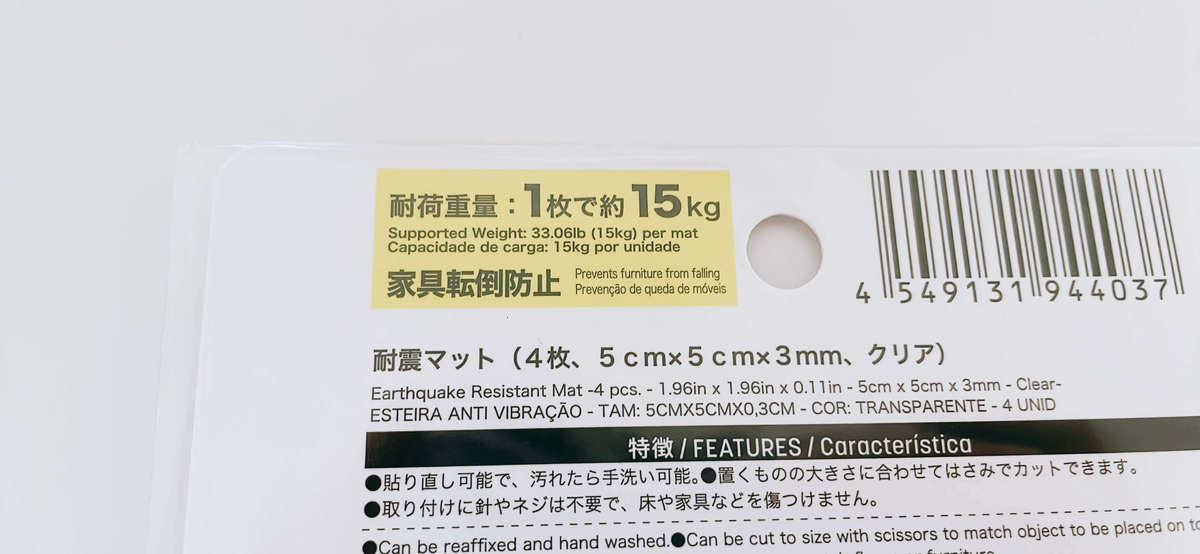 耐荷重量：1枚で約15kg
Supported Weight: 33.06lb (15kg) per mat
Capacidade de carga: 15kg por unidade
家具転倒防止
Prevents furniture from falling
Prevenção de queda de móveis
4 549131 944037
耐震マット（4枚、5cm×5cm×3mm、クリア）
Earthquake Resistant Mat -4 pcs. - 1.96in x 1.96in x 0.11in - 5cm x 5cm x 3mm - Clear-
ESTEIRA ANTI VIBRAÇÃO - TAM: 5CMX5CMX0,3CM - COR: TRANSPARENTE - 4 UNID
特徴 / FEATURES / Característica
●貼り直し可能で、汚れたら手洗い可能。●置くものの大きさに合わせてはさみでカットできます。
●取り付けに針やネジは不要で、床や家具などを傷つけません。
●Can be reaffixed and hand washed.●Can be cut to size with scissors to match object to be placed on